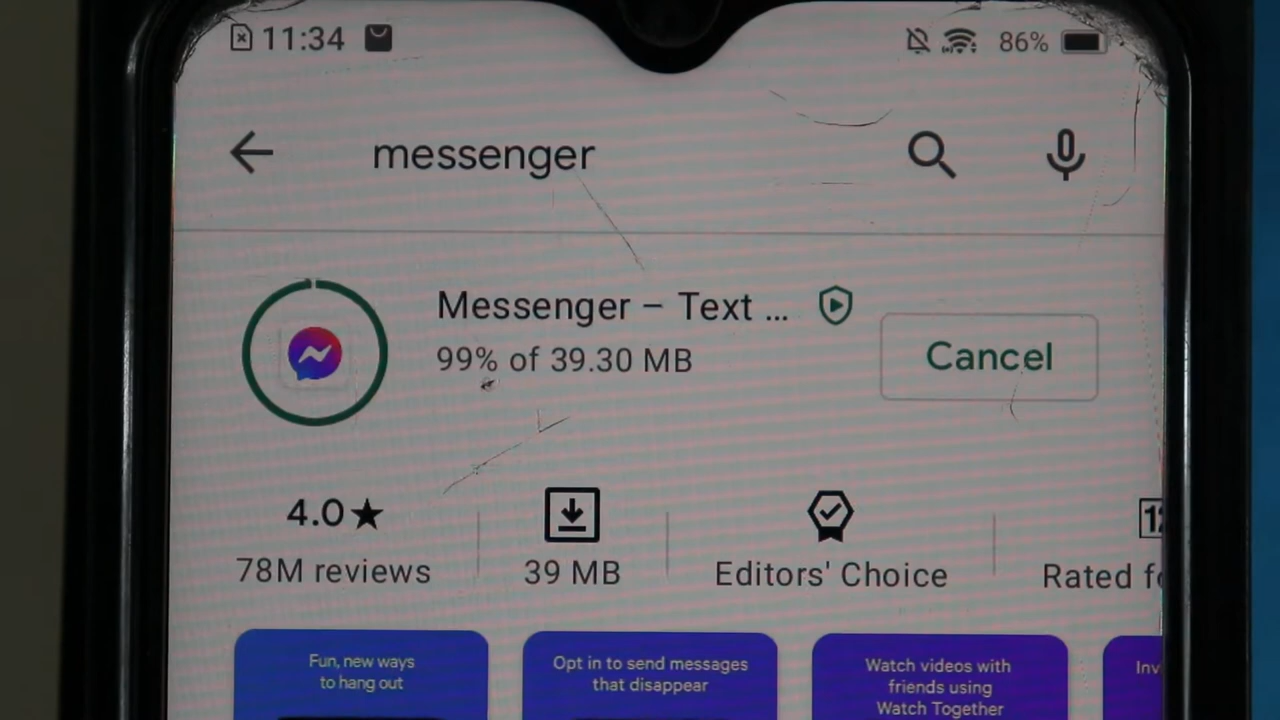 11:34
86%
messenger
Messenger – Text ...
99% of 39.30 MB
Cancel
4.0★
78M reviews
39 MB
Editors' Choice
Rated
Fun, new ways
to hang out
Opt in to send messages
that disappear
Watch videos with
friends using
Watch Together